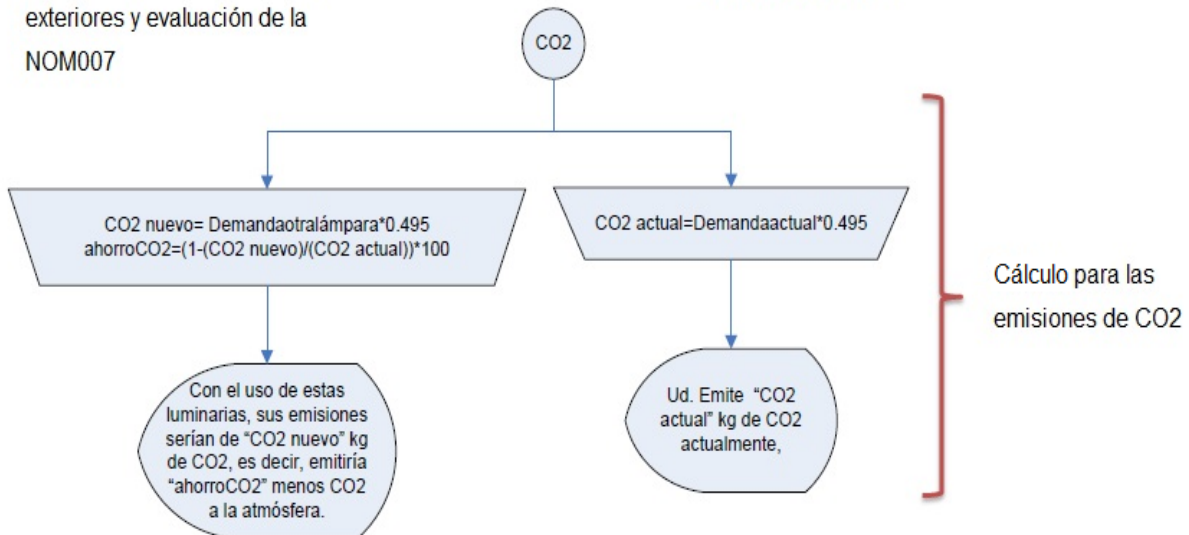 exteriores y evaluación de la
NOM007
CO2
CO2 nuevo= Demandaotralámpara*0.495
ahorroCO2=(1-(CO2 nuevo)/(CO2 actual))*100
CO2 actual=Demandaactual*0.495
Cálculo para las
emisiones de CO2
Con el uso de estas
luminarias, sus emisiones
serían de “CO2 nuevo” kg
de CO2, es decir, emitiría
“ahorroCO2” menos CO2
a la atmósfera.
Ud. Emite “CO2
actual” kg de CO2
actualmente,